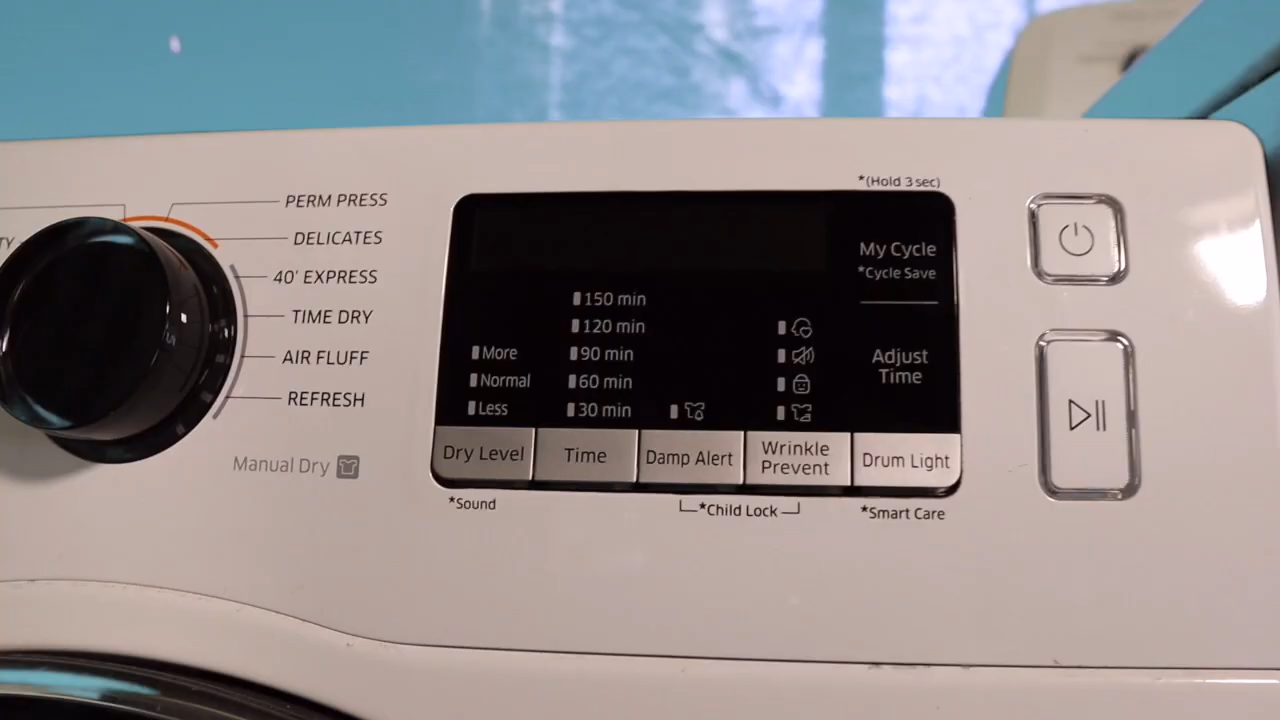 *(Hold 3 sec)
PERM PRESS
DELICATES
40' EXPRESS
TIME DRY
AIR FLUFF
REFRESH
Manual Dry
My Cycle
*Cycle Save
Adjust
Time
150 min
120 min
90 min
60 min
30 min
More
Normal
Less
Dry Level
Time
Damp Alert
Wrinkle
Prevent
Drum Light
*Sound
*Child Lock
*Smart Care